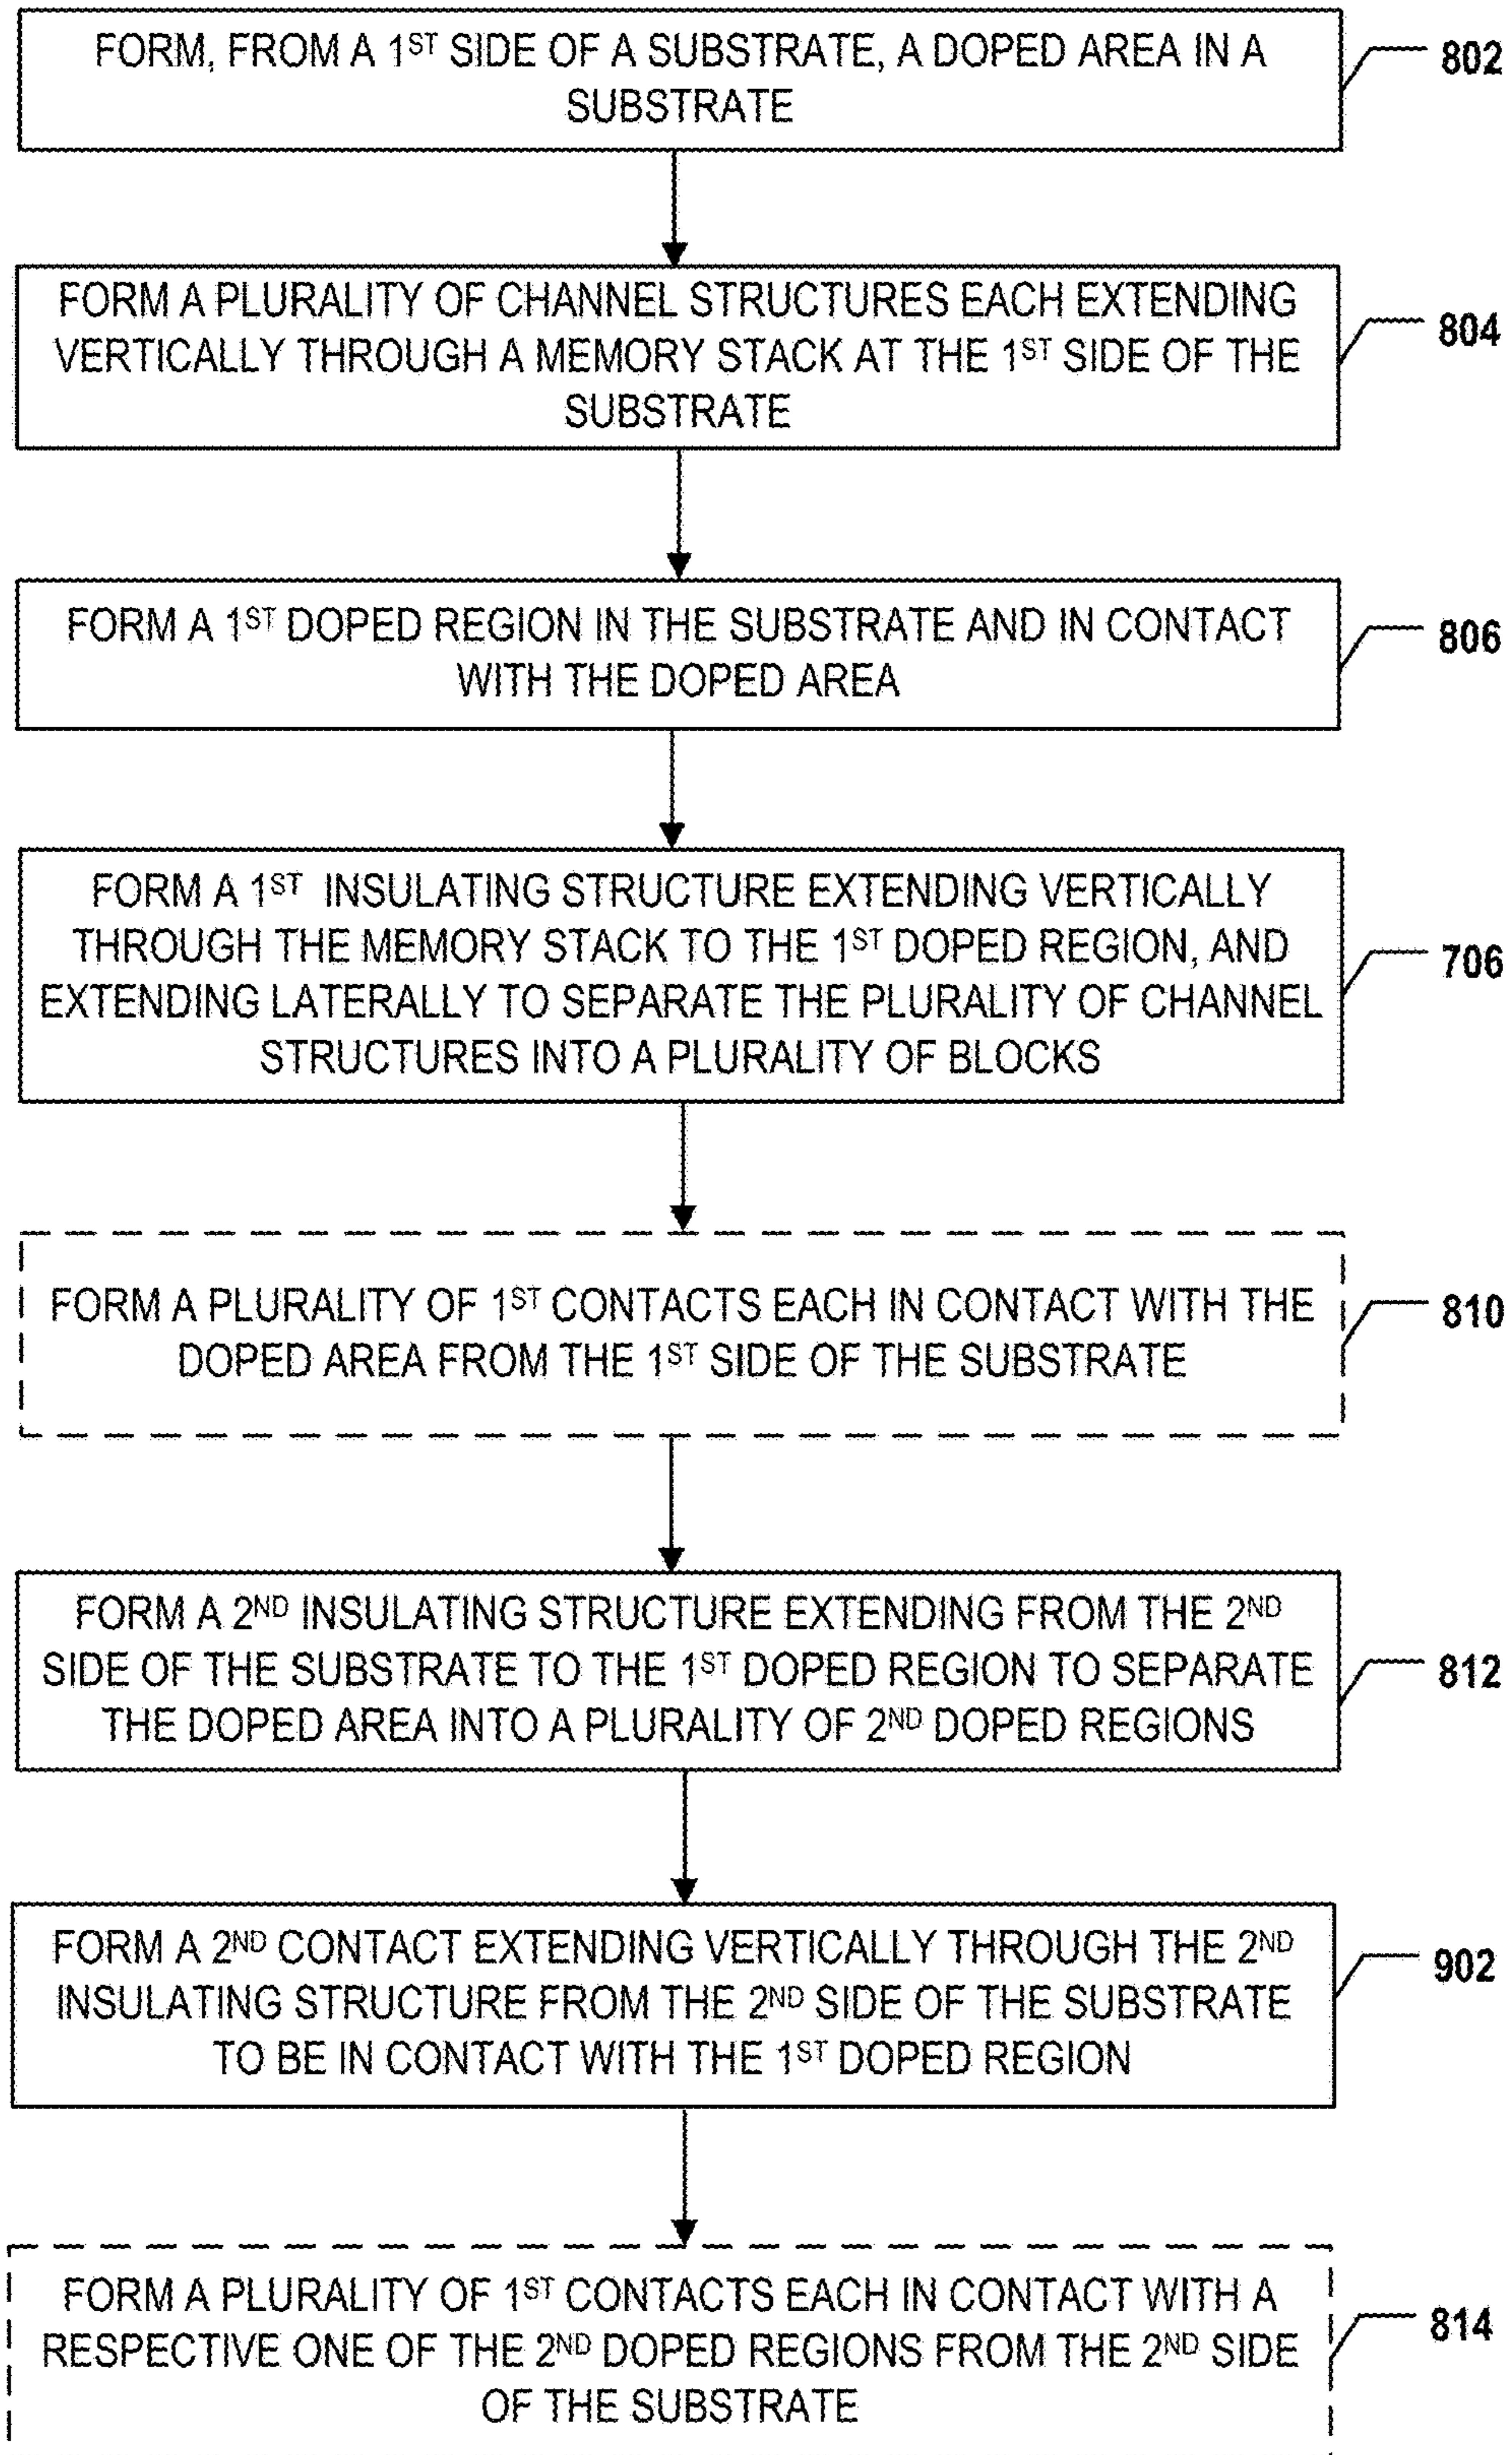 FORM, FROM A 1ST SIDE OF A SUBSTRATE, A DOPED AREA IN A
SUBSTRATE
802
FORM A PLURALITY OF CHANNEL STRUCTURES EACH EXTENDING
VERTICALLY THROUGH A MEMORY STACK AT THE 1ST SIDE OF THE
SUBSTRATE
804
FORM A 1ST DOPED REGION IN THE SUBSTRATE AND IN CONTACT
WITH THE DOPED AREA
806
FORM A 1ST INSULATING STRUCTURE EXTENDING VERTICALLY
THROUGH THE MEMORY STACK TO THE 1ST DOPED REGION, AND
EXTENDING LATERALLY TO SEPARATE THE PLURALITY OF CHANNEL
STRUCTURES INTO A PLURALITY OF BLOCKS
706
FORM A PLURALITY OF 1ST CONTACTS EACH IN CONTACT WITH THE
DOPED AREA FROM THE 1ST SIDE OF THE SUBSTRATE
810
FORM A 2ND INSULATING STRUCTURE EXTENDING FROM THE 2ND
SIDE OF THE SUBSTRATE TO THE 1ST DOPED REGION TO SEPARATE
THE DOPED AREA INTO A PLURALITY OF 2ND DOPED REGIONS
812
FORM A 2ND CONTACT EXTENDING VERTICALLY THROUGH THE 2ND
INSULATING STRUCTURE FROM THE 2ND SIDE OF THE SUBSTRATE
TO BE IN CONTACT WITH THE 1ST DOPED REGION
902
FORM A PLURALITY OF 1ST CONTACTS EACH IN CONTACT WITH A
RESPECTIVE ONE OF THE 2ND DOPED REGIONS FROM THE 2ND SIDE
OF THE SUBSTRATE
814